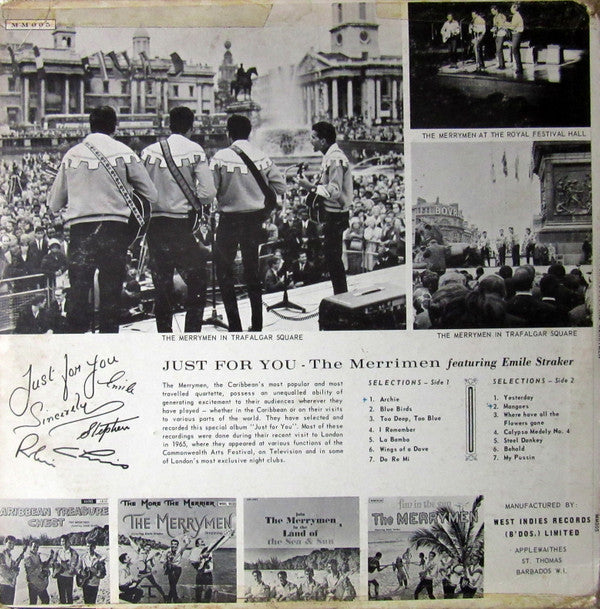 MM005
THE MERRYMEN AT THE ROYAL FESTIVAL HALL
BOVRIL
THE MERRYMEN IN TRAFALGAR SQUARE
THE MERRYMEN IN TRAFALGAR SQUARE
JUST FOR YOU - The Merrimen featuring Emile Straker
Just for you
Sincerely
Emile
Stephen
Robin
Chris
The Merrymen, the Caribbean's most popular and most
travelled quartette, possess an unequalled ability of
generating excitement to their audiences wherever they
have played — whether in the Caribbean or on their visits
to various parts of the world. They have selected and
recorded this special album "Just for You". Most of these
recordings were done during their recent visit to London
in 1965, where they appeared at various functions of the
Commonwealth Arts Festival, on Television and in some
of London's most exclusive night clubs.
SELECTIONS - Side 1
1. Archie
2. Blue Birds
3. Too Deep, Too Blue
4. I Remember
5. La Bamba
6. Wings of a Dove
7. Do Re Mi
SELECTIONS - Side 2
1. Yesterday
2. Mangoes
3. Where have all the
Flowers gone
4. Calypso Medely No. 4
5. Steel Donkey
6. Behold
7. My Pussin
CARIBBEAN TREASURE
CHEST
The More The Merrier
The MERRYMEN
Join
The Merrymen
in the
Land of
the Sea & Sun
fun in the sun
The MERRYMEN
MANUFACTURED BY:
WEST INDIES RECORDS
(B'DOS.) LIMITED
APPLEWAITHES
ST. THOMAS
BARBADOS W.I.
MM005